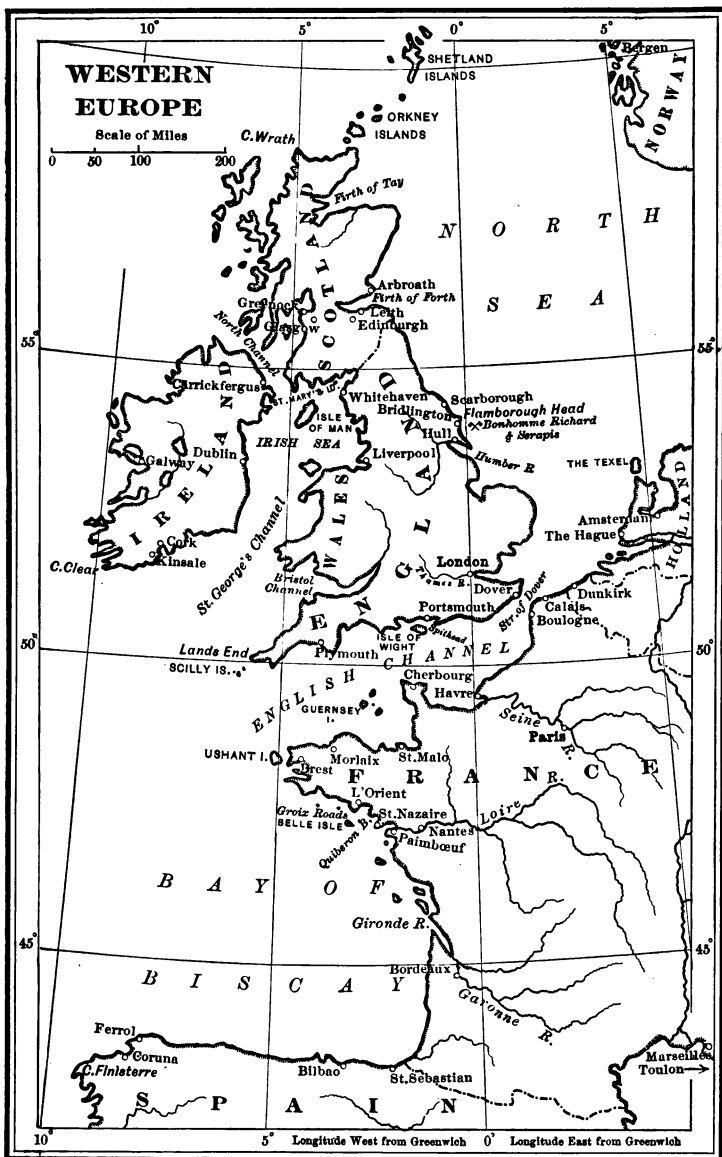 10° 5° 0° 5°
WESTERN
EUROPE
Scale of Miles
0 50 100 200
SHETLAND
ISLANDS
ORKNEY
ISLANDS
Bergen
NORWAY
C.Wrath
Firth of Tay
SCOTLAND
NORTH
SEA
Arbroath
Firth of Forth
Greenock
Leith
Glasgow
Edinburgh
North Channel
55°
55°
Carrickfergus
ST. MARY'S I.
Whitehaven
Scarborough
Bridlington
Flamborough Head
Bonhomme Richard
& Serapis
Hull
ISLE OF
MAN
IRISH SEA
IRELAND
Galway
Dublin
Liverpool
Humber R
THE TEXEL
HOLLAND
Amsterdam
The Hague
WALES
ENGLAND
St. George's Channel
Cork
Kinsale
C.Clear
Bristol
Channel
London
Thames R.
Dover
Str. of Dover
Dunkirk
Calais
Boulogne
Portsmouth
Spithead
ISLE OF
WIGHT
50°
50°
Lands End
SCILLY IS.
Plymouth
ENGLISH CHANNEL
Cherbourg
Havre
GUERNSEY
I.
Seine
R.
Paris
USHANT I.
Morlaix
St.Malo
Brest
FRANCE
L'Orient
Groix Roads
BELLE ISLE
Quiberon B.
St.Nazaire
Nantes
Paimbœuf
Loire
R.
BAY OF
BISCAY
Gironde R.
45°
45°
Bordeaux
Garonne
R.
Ferrol
Coruna
C.Finisterre
Bilbao
St.Sebastian
Marseilles
Toulon
SPAIN
10° 5° Longitude West from Greenwich 0° Longitude East from Greenwich